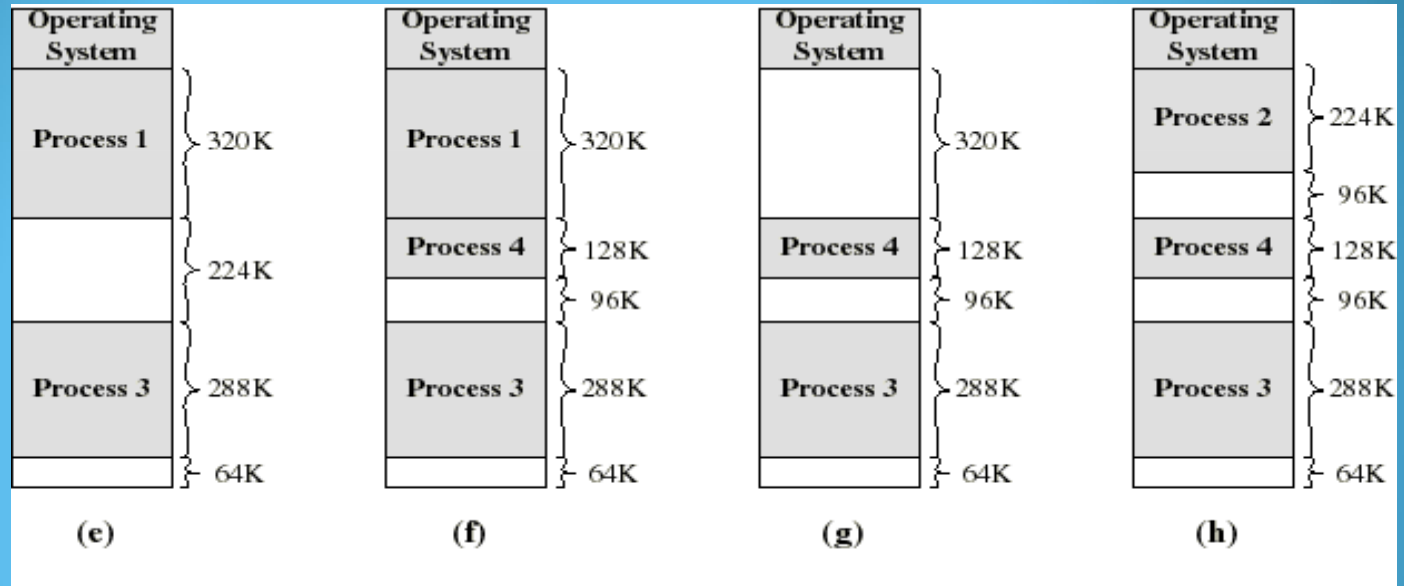 Operating
System
Process 1
320K
224K
Process 3
288K
64K
(e)
Operating
System
Process 1
320K
Process 4
128K
96K
Process 3
288K
64K
(f)
Operating
System
320K
Process 4
128K
96K
Process 3
288K
64K
(g)
Operating
System
Process 2
224K
96K
Process 4
128K
96K
Process 3
288K
64K
(h)